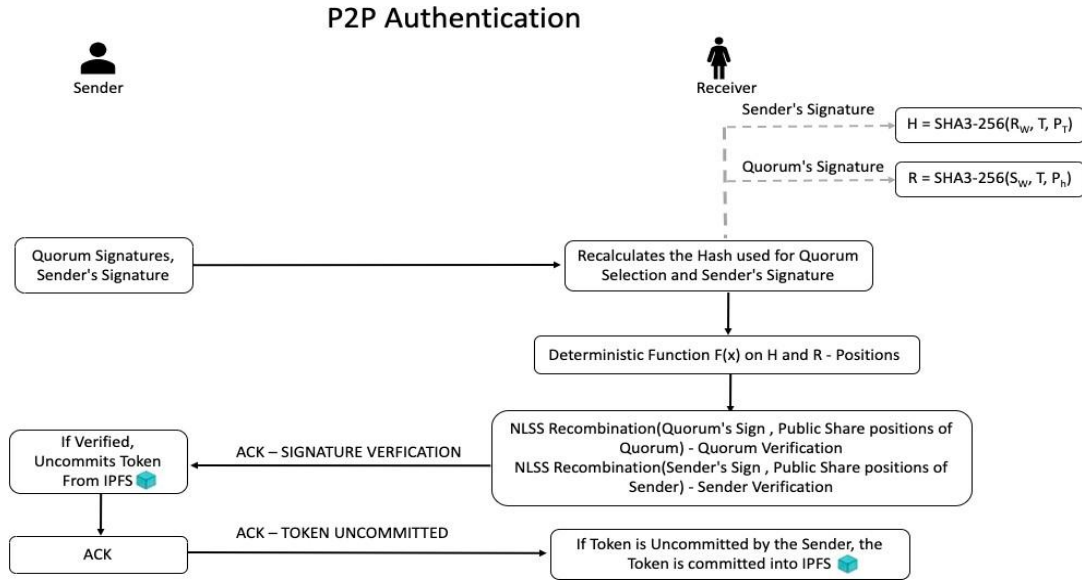 P2P Authentication
Sender
Receiver
Sender's Signature
H = SHA3-256(R_W, T, P_T)
Quorum's Signature
R = SHA3-256(S_W, T, P_h)
Quorum Signatures,
Sender's Signature
Recalculates the Hash used for Quorum
Selection and Sender's Signature
Deterministic Function F(x) on H and R - Positions
NLSS Recombination(Quorum's Sign , Public Share positions of
Quorum) - Quorum Verification
NLSS Recombination(Sender's Sign , Public Share positions of
Sender) - Sender Verification
ACK – SIGNATURE VERFICATION
If Verified,
Uncommits Token
From IPFS
ACK
ACK – TOKEN UNCOMMITTED
If Token is Uncommitted by the Sender, the
Token is committed into IPFS